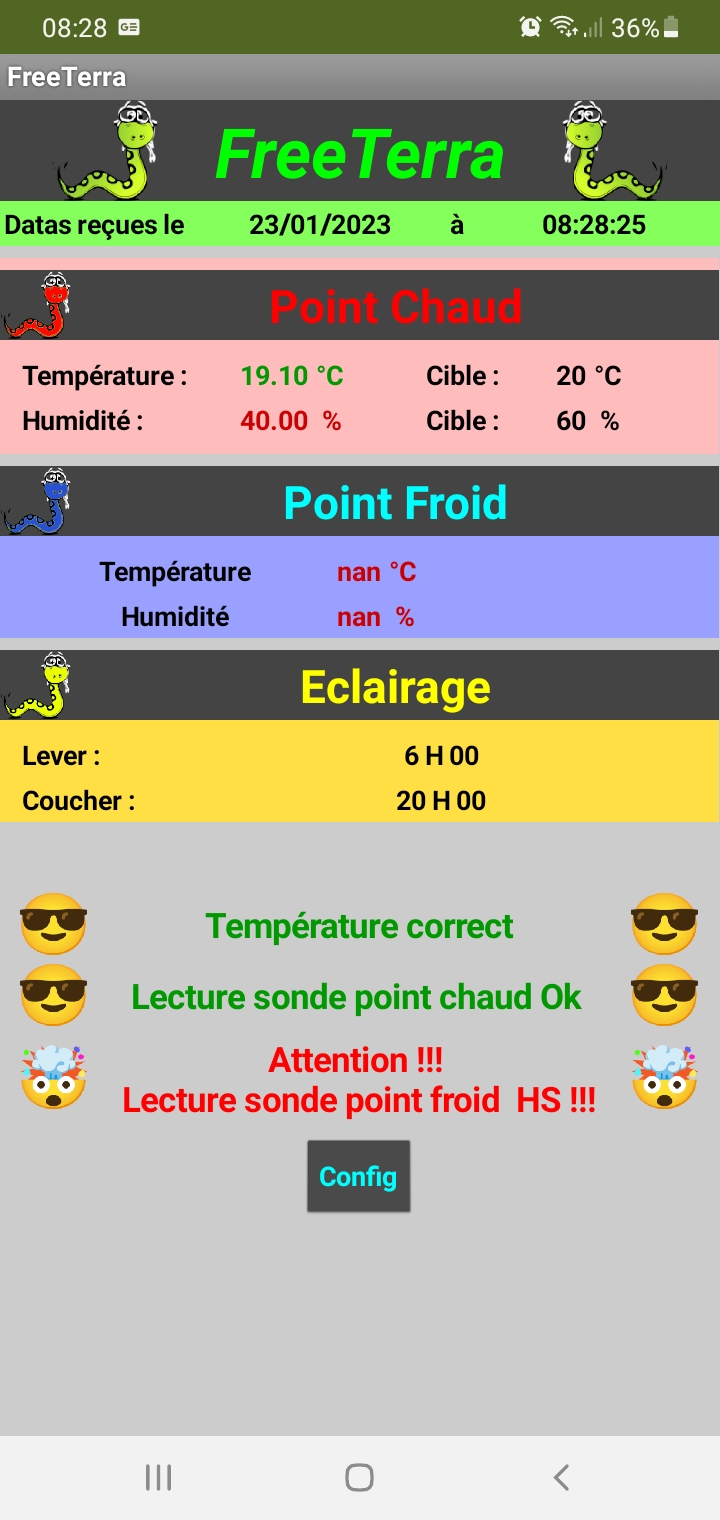 08:28 GE 36%
FreeTerra
FreeTerra
Datas reçues le 23/01/2023 à 08:28:25
Point Chaud
Température : 19.10 °C Cible : 20 °C
Humidité : 40.00 % Cible : 60 %
Point Froid
Température nan °C
Humidité nan %
Eclairage
Lever : 6 H 00
Coucher : 20 H 00
Température correct
Lecture sonde point chaud Ok
Attention !!!
Lecture sonde point froid HS !!!
Config